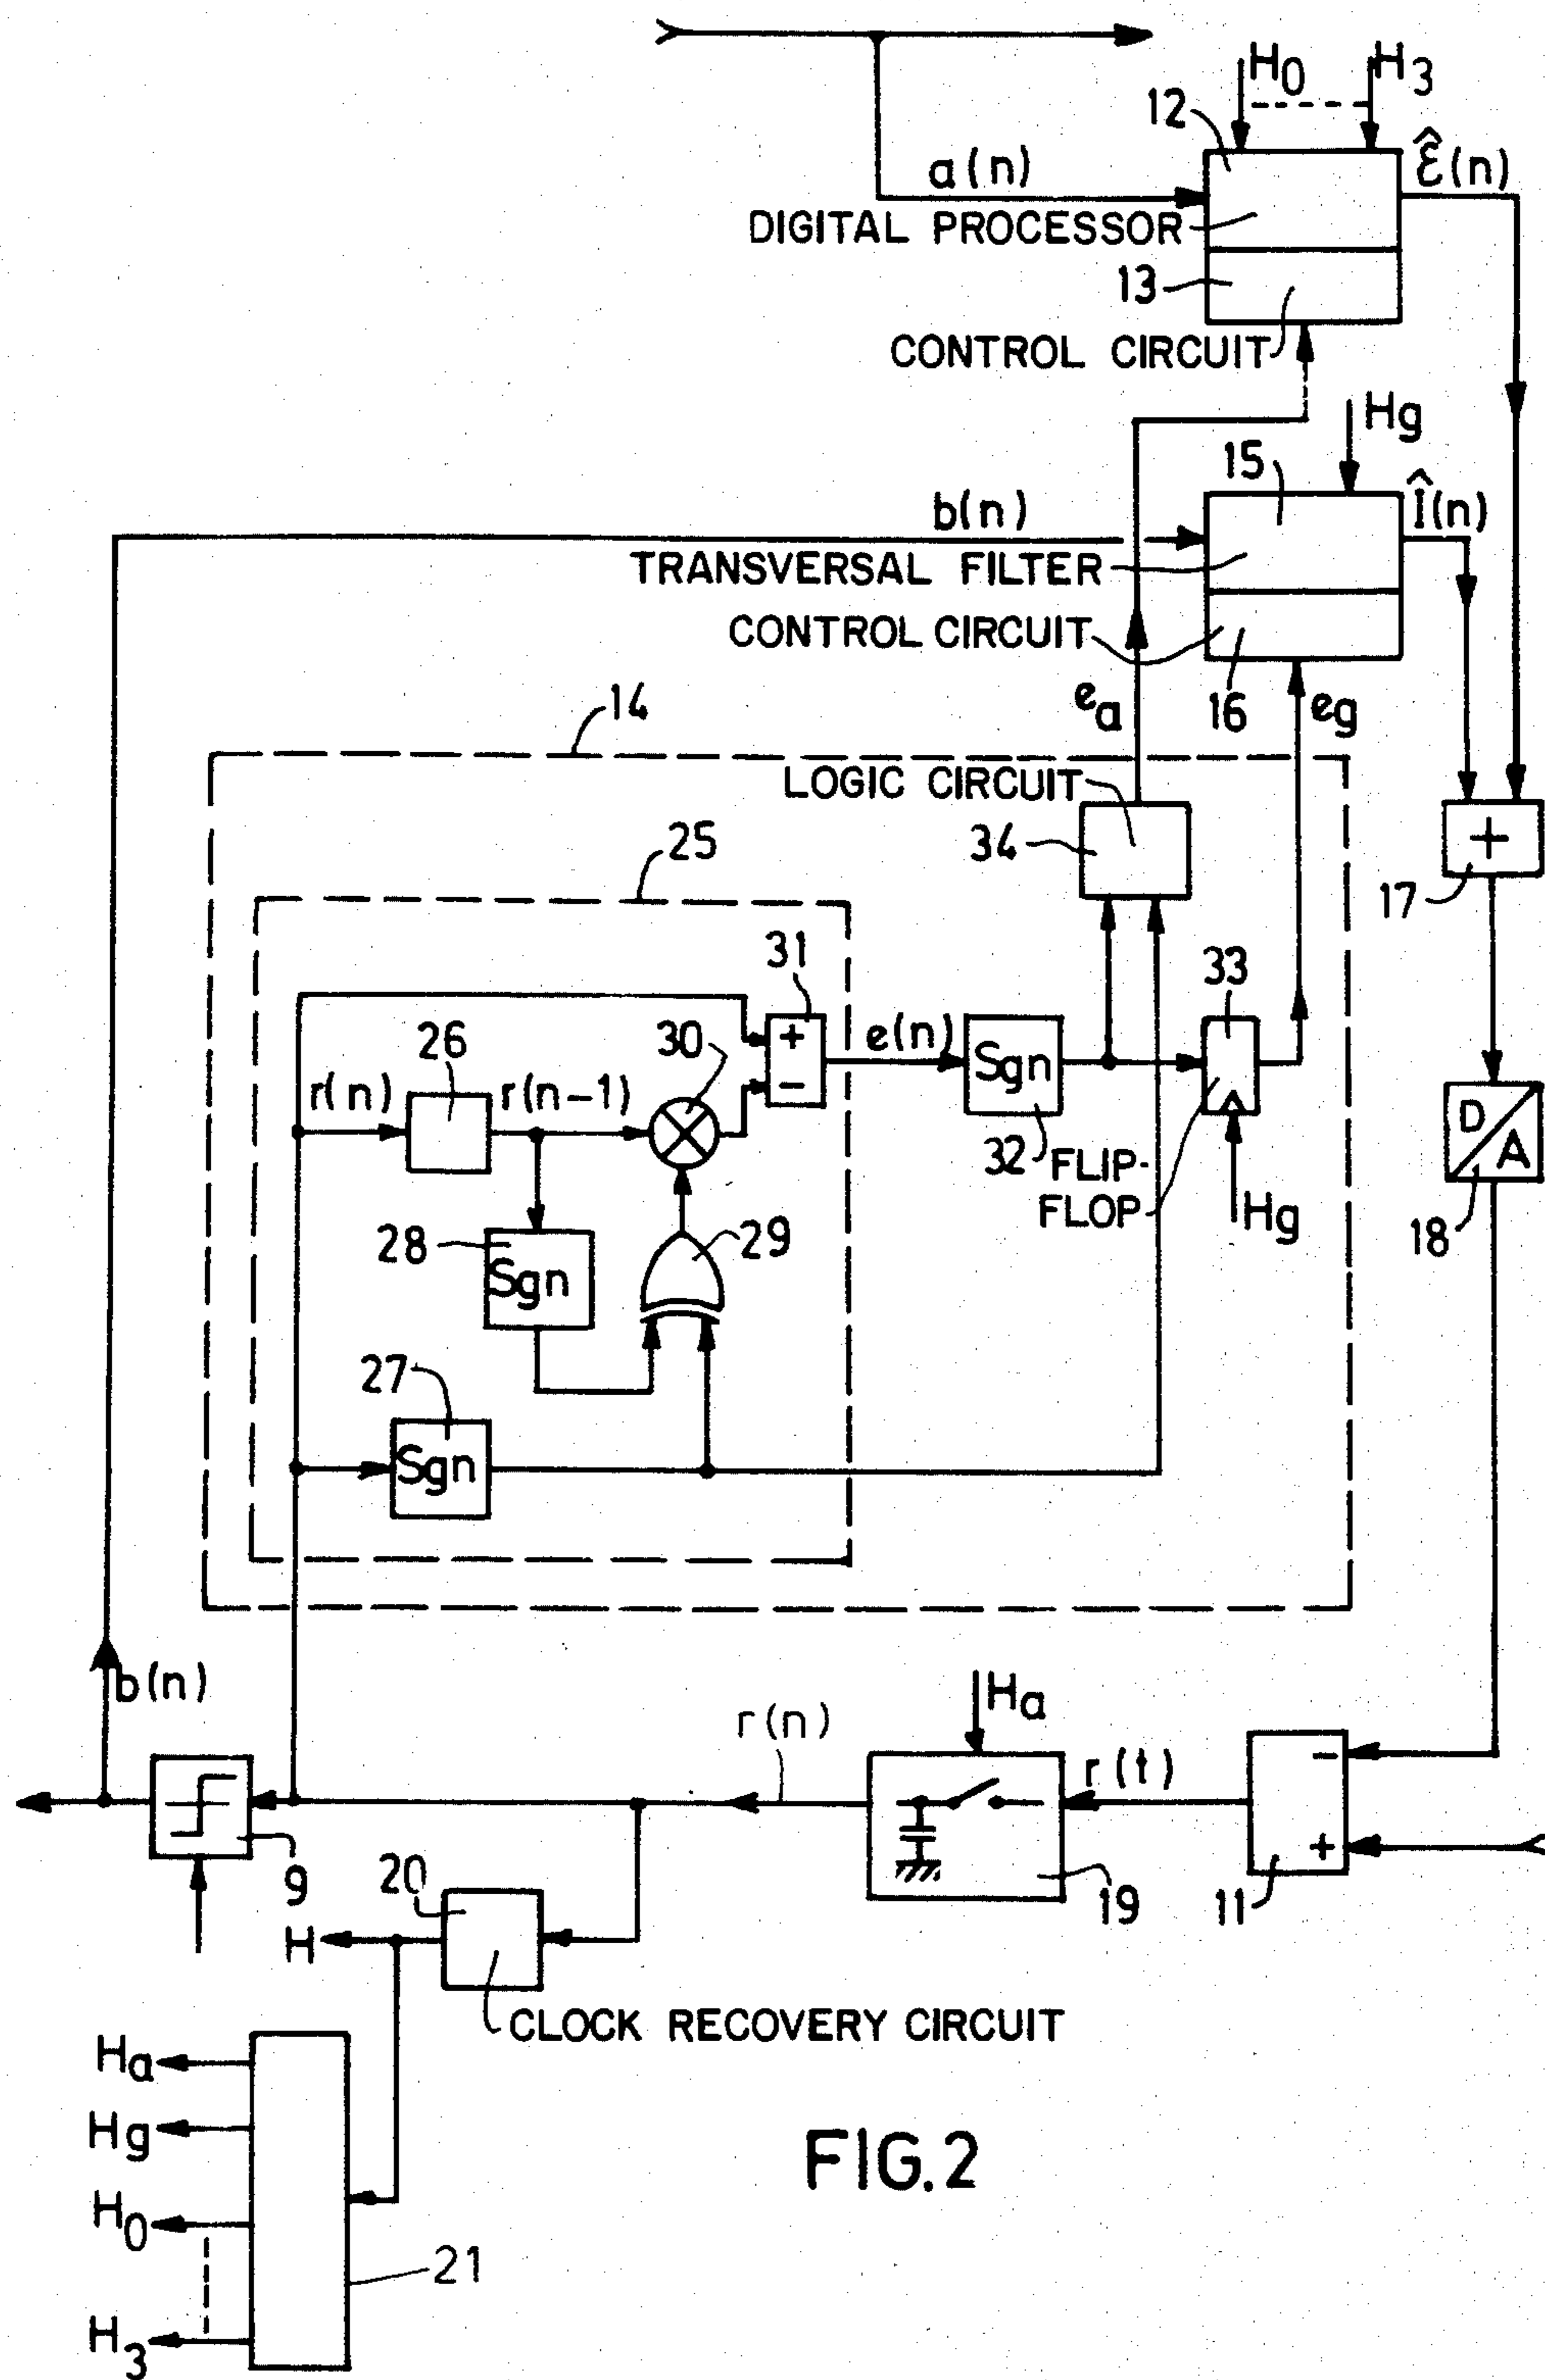 H0 H3
12
ε̂(n)
a(n)
DIGITAL PROCESSOR
13
CONTROL CIRCUIT
Hg
15
b(n)
Î(n)
TRANSVERSAL FILTER
CONTROL CIRCUIT
ea
16
eg
14
LOGIC CIRCUIT
34
25
+
17
31
33
30
26
e(n)
+
-
Sgn
r(n)
r(n-1)
32
FLIP-
FLOP
D/A
28
Sgn
29
Hg
18
27
Sgn
b(n)
Ha
r(n)
r(t)
-
+
9
20
19
11
H
CLOCK RECOVERY CIRCUIT
Ha
Hg
H0
21
H3
FIG.2